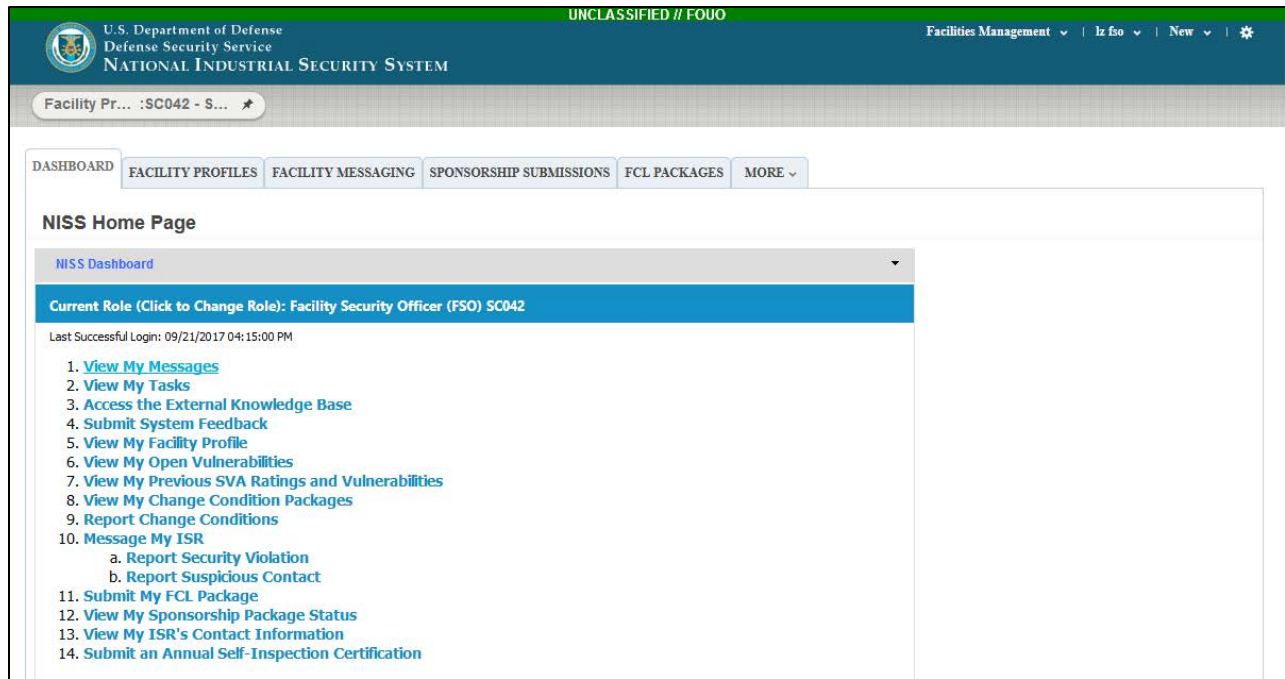 UNCLASSIFIED // FOUO
U.S. Department of Defense
Defense Security Service
NATIONAL INDUSTRIAL SECURITY SYSTEM
Facilities Management | lz fso | New |
Facility Pr... :SC042 - S...
DASHBOARD FACILITY PROFILES FACILITY MESSAGING SPONSORSHIP SUBMISSIONS FCL PACKAGES MORE
NISS Home Page
NISS Dashboard
Current Role (Click to Change Role): Facility Security Officer (FSO) SC042
Last Successful Login: 09/21/2017 04:15:00 PM
1. View My Messages
2. View My Tasks
3. Access the External Knowledge Base
4. Submit System Feedback
5. View My Facility Profile
6. View My Open Vulnerabilities
7. View My Previous SVA Ratings and Vulnerabilities
8. View My Change Condition Packages
9. Report Change Conditions
10. Message My ISR
a. Report Security Violation
b. Report Suspicious Contact
11. Submit My FCL Package
12. View My Sponsorship Package Status
13. View My ISR's Contact Information
14. Submit an Annual Self-Inspection Certification